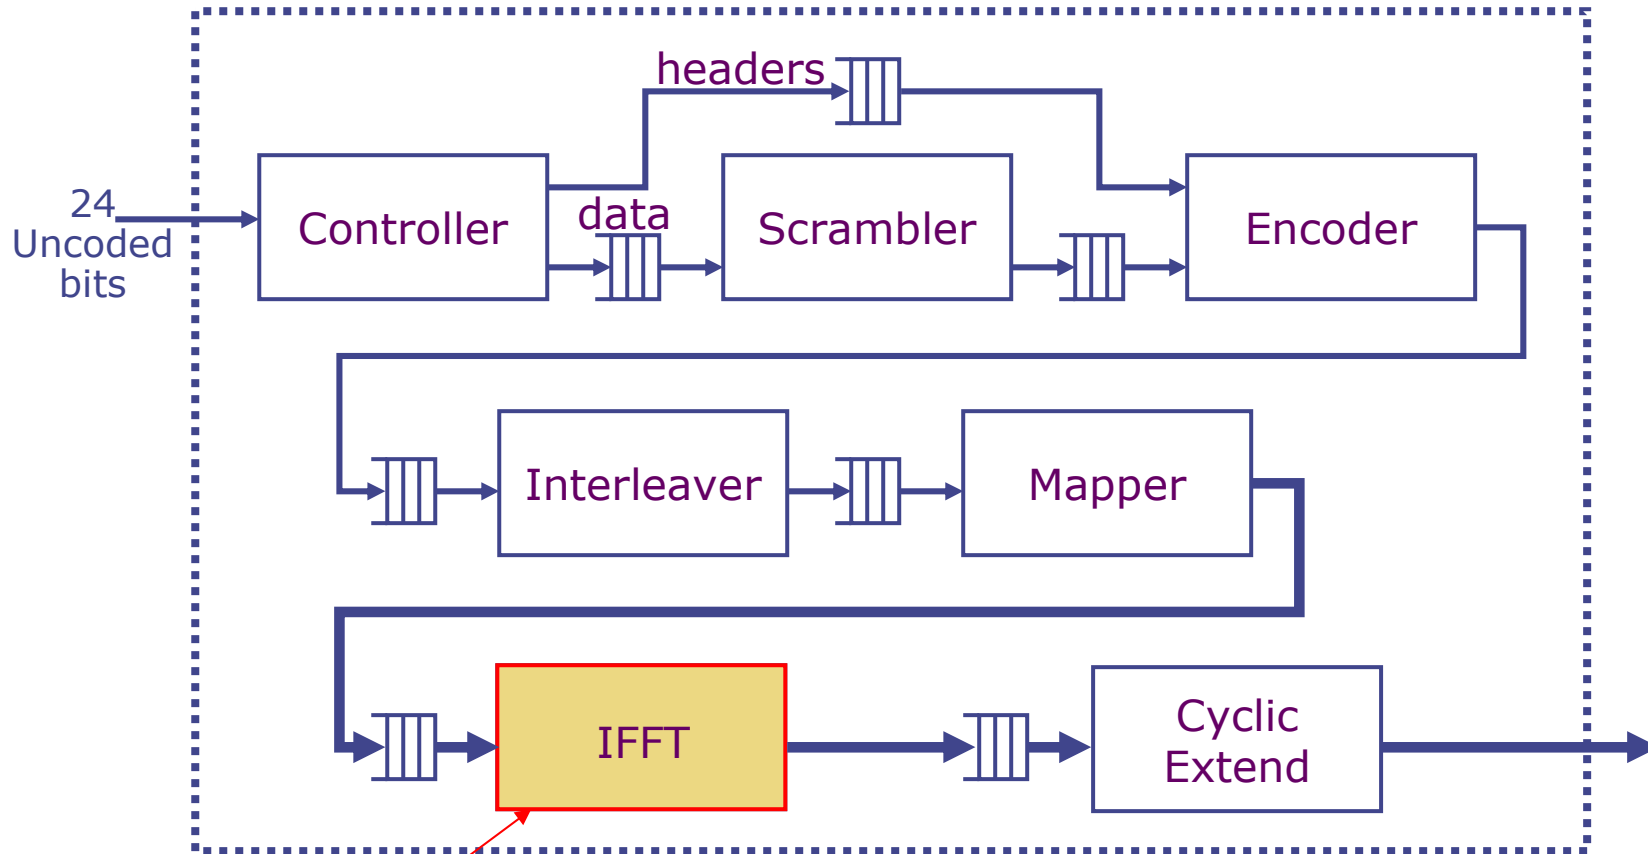 headers
24
Uncoded
bits
Controller
data
Scrambler
Encoder
Interleaver
Mapper
IFFT
Cyclic
Extend